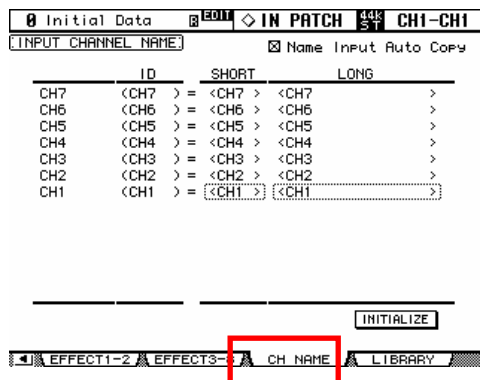 0 Initial Data R EDIT ◇ IN PATCH 44k ST CH1-CH1
INPUT CHANNEL NAME
☒ Name Input Auto Copy
ID SHORT LONG
CH7 (CH7 ) = <CH7 > <CH7 >
CH6 (CH6 ) = <CH6 > <CH6 >
CH5 (CH5 ) = <CH5 > <CH5 >
CH4 (CH4 ) = <CH4 > <CH4 >
CH3 (CH3 ) = <CH3 > <CH3 >
CH2 (CH2 ) = <CH2 > <CH2 >
CH1 (CH1 ) = <CH1 > <CH1 >
INITIALIZE
◀ EFFECT1-2 EFFECT3-8 CH NAME LIBRARY